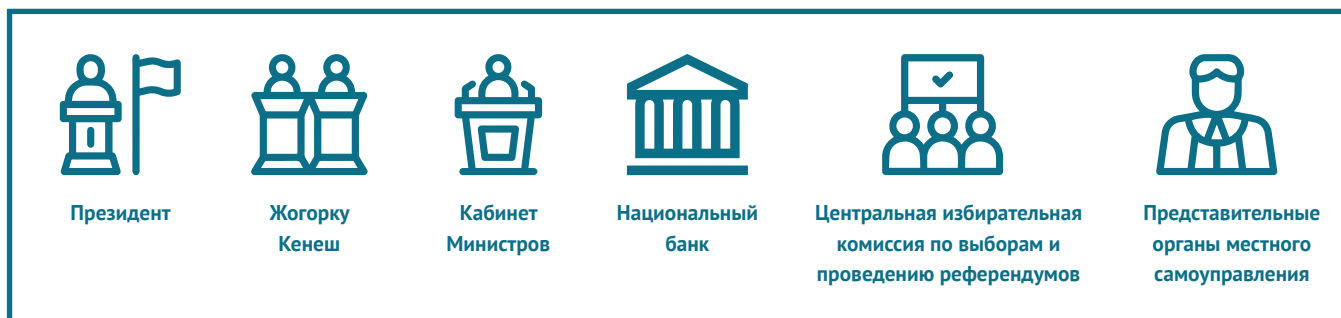 Президент
Жогорку
Кенеш
Кабинет
Министров
Национальный
банк
Центральная избирательная
комиссия по выборам и
проведению референдумов
Представительные
органы местного
самоуправления